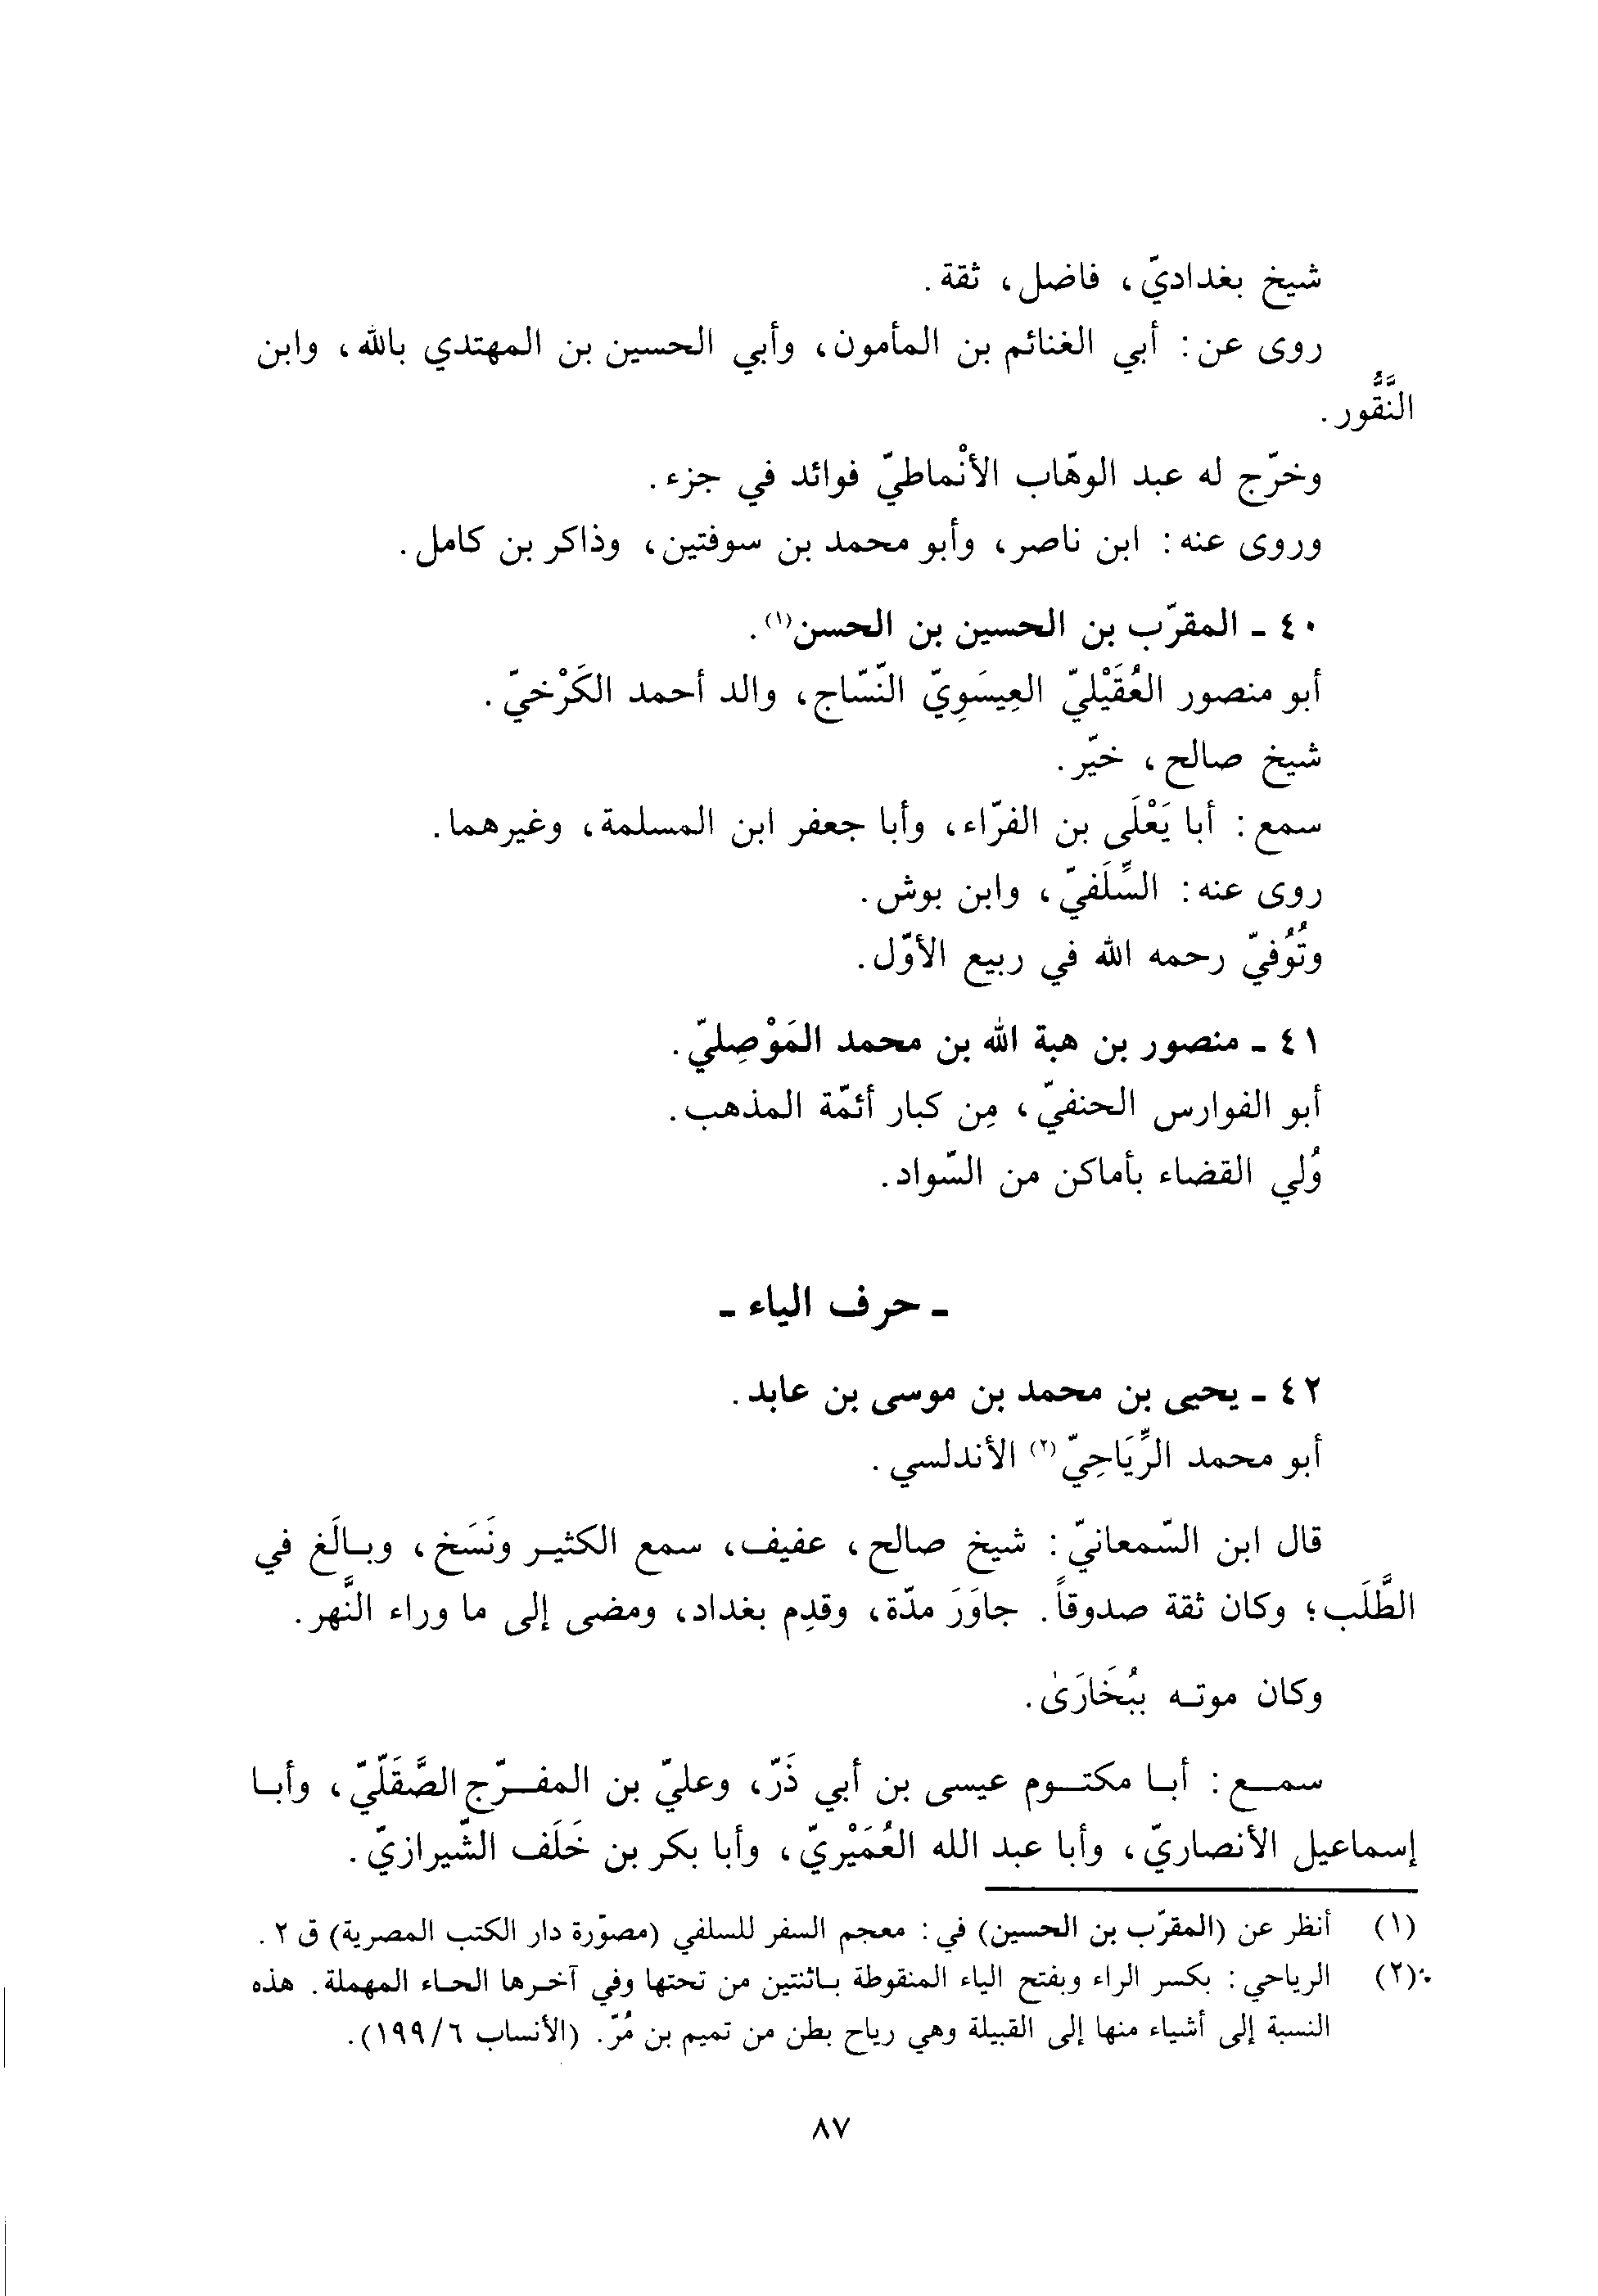 شيخ بغداديّ، فاضل، ثقة.
روى عن: أبي الغنائم بن المأمون، وأبي الحسين بن المهتدي بالله، وابن
النَّقُّور.
وخرّج له عبد الوهّاب الأنْماطيّ فوائد في جزء.
وروى عنه: ابن ناصر، وأبو محمد بن سوفتين، وذاكر بن كامل.
٤٠ ـ المقرّب بن الحسين بن الحسن(١).
أبو منصور العُقَيْليّ العِيسَوِيّ النّسّاج، والد أحمد الكَرْخيّ.
شيخ صالح، خيّر.
سمع: أبا يَعْلَى بن الفرّاء، وأبا جعفر ابن المسلمة، وغيرهما.
روى عنه: السِّلَفيّ، وابن بوش.
وتُوُفيّ رحمه الله في ربيع الأوّل.
٤١ ـ منصور بن هبة الله بن محمد المَوْصِليّ.
أبو الفوارس الحنفيّ، مِن كبار أئمّة المذهب.
وُلي القضاء بأماكن من السّواد.
ـ حرف الياء ـ
٤٢ ـ يحيى بن محمد بن موسى بن عابد.
أبو محمد الرِّيَاحِيّ(٢) الأندلسي.
قال ابن السّمعانيّ: شيخ صالح، عفيف، سمع الكثير ونَسَخ، وبالَغ في
الطَّلَب؛ وكان ثقة صدوقاً. جاوَرَ مدّة، وقدِم بغداد، ومضى إلى ما وراء النَّهر.
وكان موته ببُخَارَىٰ.
سمع: أبا مكتوم عيسى بن أبي ذَرّ، وعليّ بن المفرّج الصَّقَلّيّ، وأبا
إسماعيل الأنصاريّ، وأبا عبد الله العُمَيْريّ، وأبا بكر بن خَلَف الشّيرازيّ.
(١) أنظر عن (المقرّب بن الحسين) في: معجم السفر للسلفي (مصوّرة دار الكتب المصرية) ق ٢.
(٢) الرياحي: بكسر الراء وبفتح الياء المنقوطة باثنتين من تحتها وفي آخرها الحاء المهملة. هذه
النسبة إلى أشياء منها إلى القبيلة وهي رياح بطن من تميم بن مُرّ. (الأنساب ١٩٩/٦).
٨٧